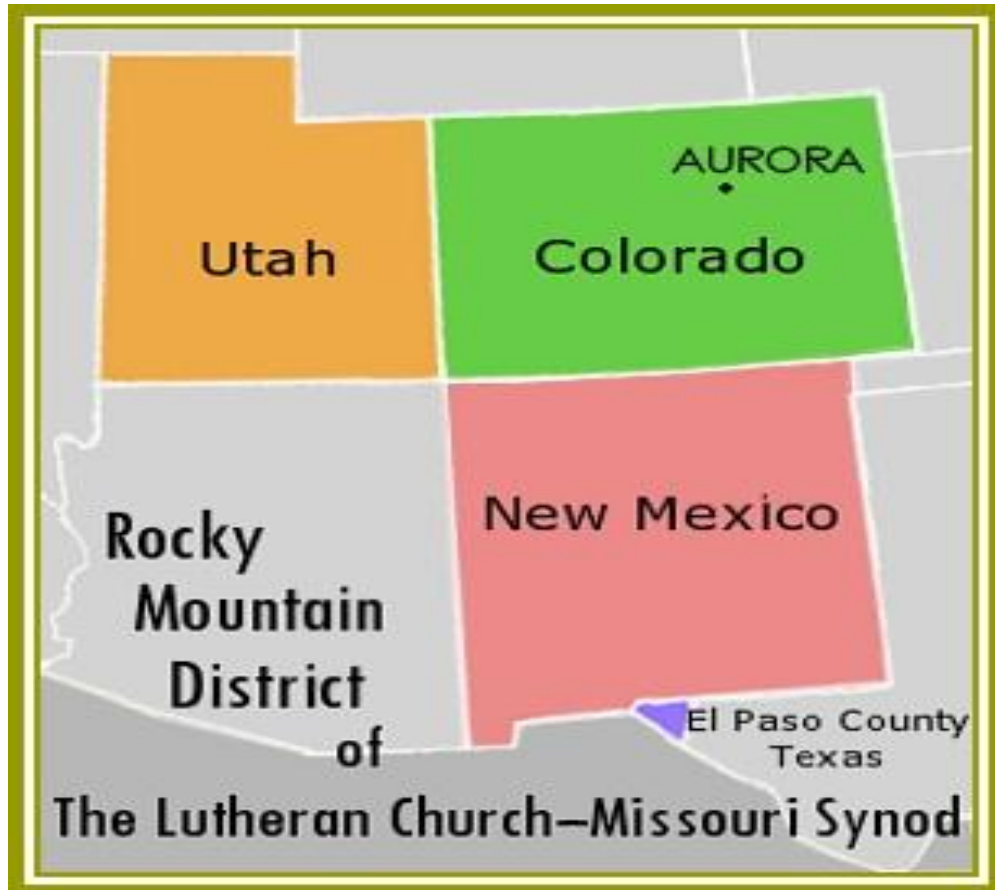 AURORA
Utah
Colorado
New Mexico
Rocky
Mountain
District
of
El Paso County
Texas
The Lutheran Church–Missouri Synod